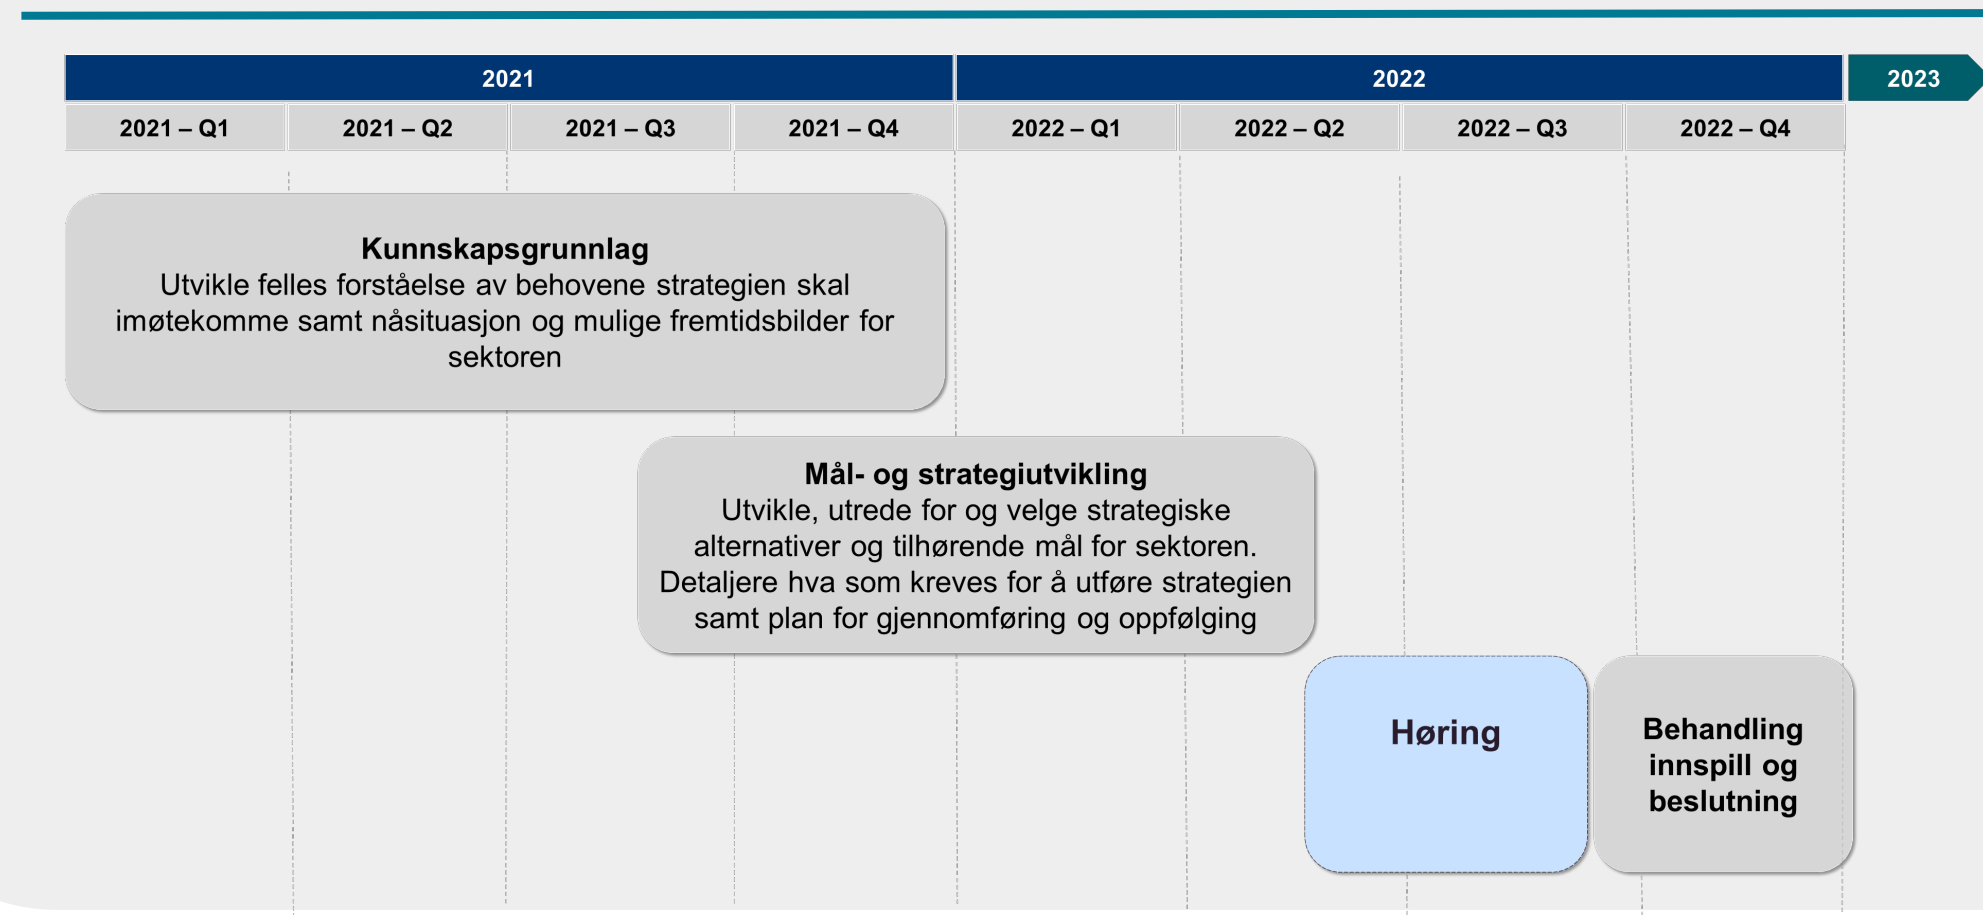 2021
2022
2023
2021 – Q1
2021 – Q2
2021 – Q3
2021 – Q4
2022 – Q1
2022 – Q2
2022 – Q3
2022 – Q4
Kunnskapsgrunnlag
Utvikle felles forståelse av behovene strategien skal
imøtekomme samt nåsituasjon og mulige fremtidsbilder for
sektoren
Mål- og strategiutvikling
Utvikle, utrede for og velge strategiske
alternativer og tilhørende mål for sektoren.
Detaljere hva som kreves for å utføre strategien
samt plan for gjennomføring og oppfølging
Høring
Behandling
innspill og
beslutning